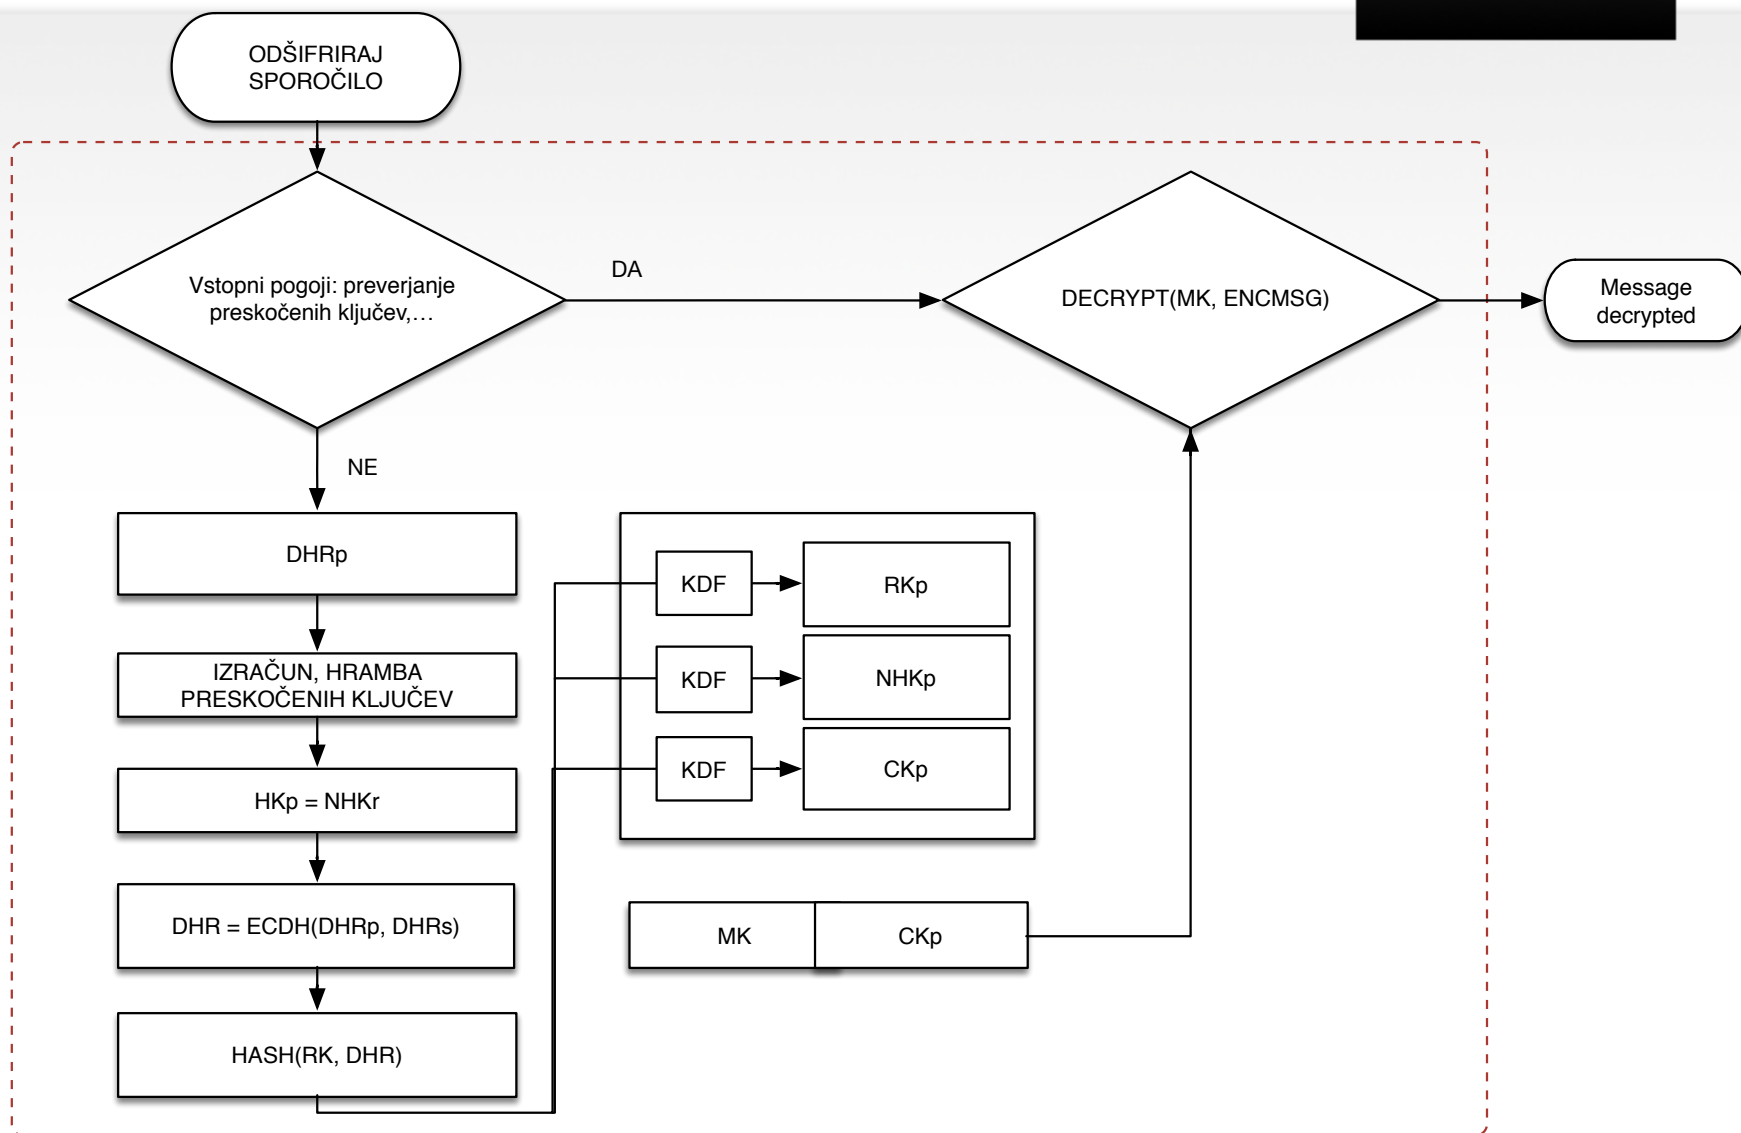 ODŠIFRIRAJ
SPOROČILO
Vstopni pogoji: preverjanje
preskočenih ključev,…
DA
DECRYPT(MK, ENCMSG)
Message
decrypted
NE
DHRp
IZRAČUN, HRAMBA
PRESKOČENIH KLJUČEV
HKp = NHKr
DHR = ECDH(DHRp, DHRs)
HASH(RK, DHR)
KDF
RKp
KDF
NHKp
KDF
CKp
MK
CKp